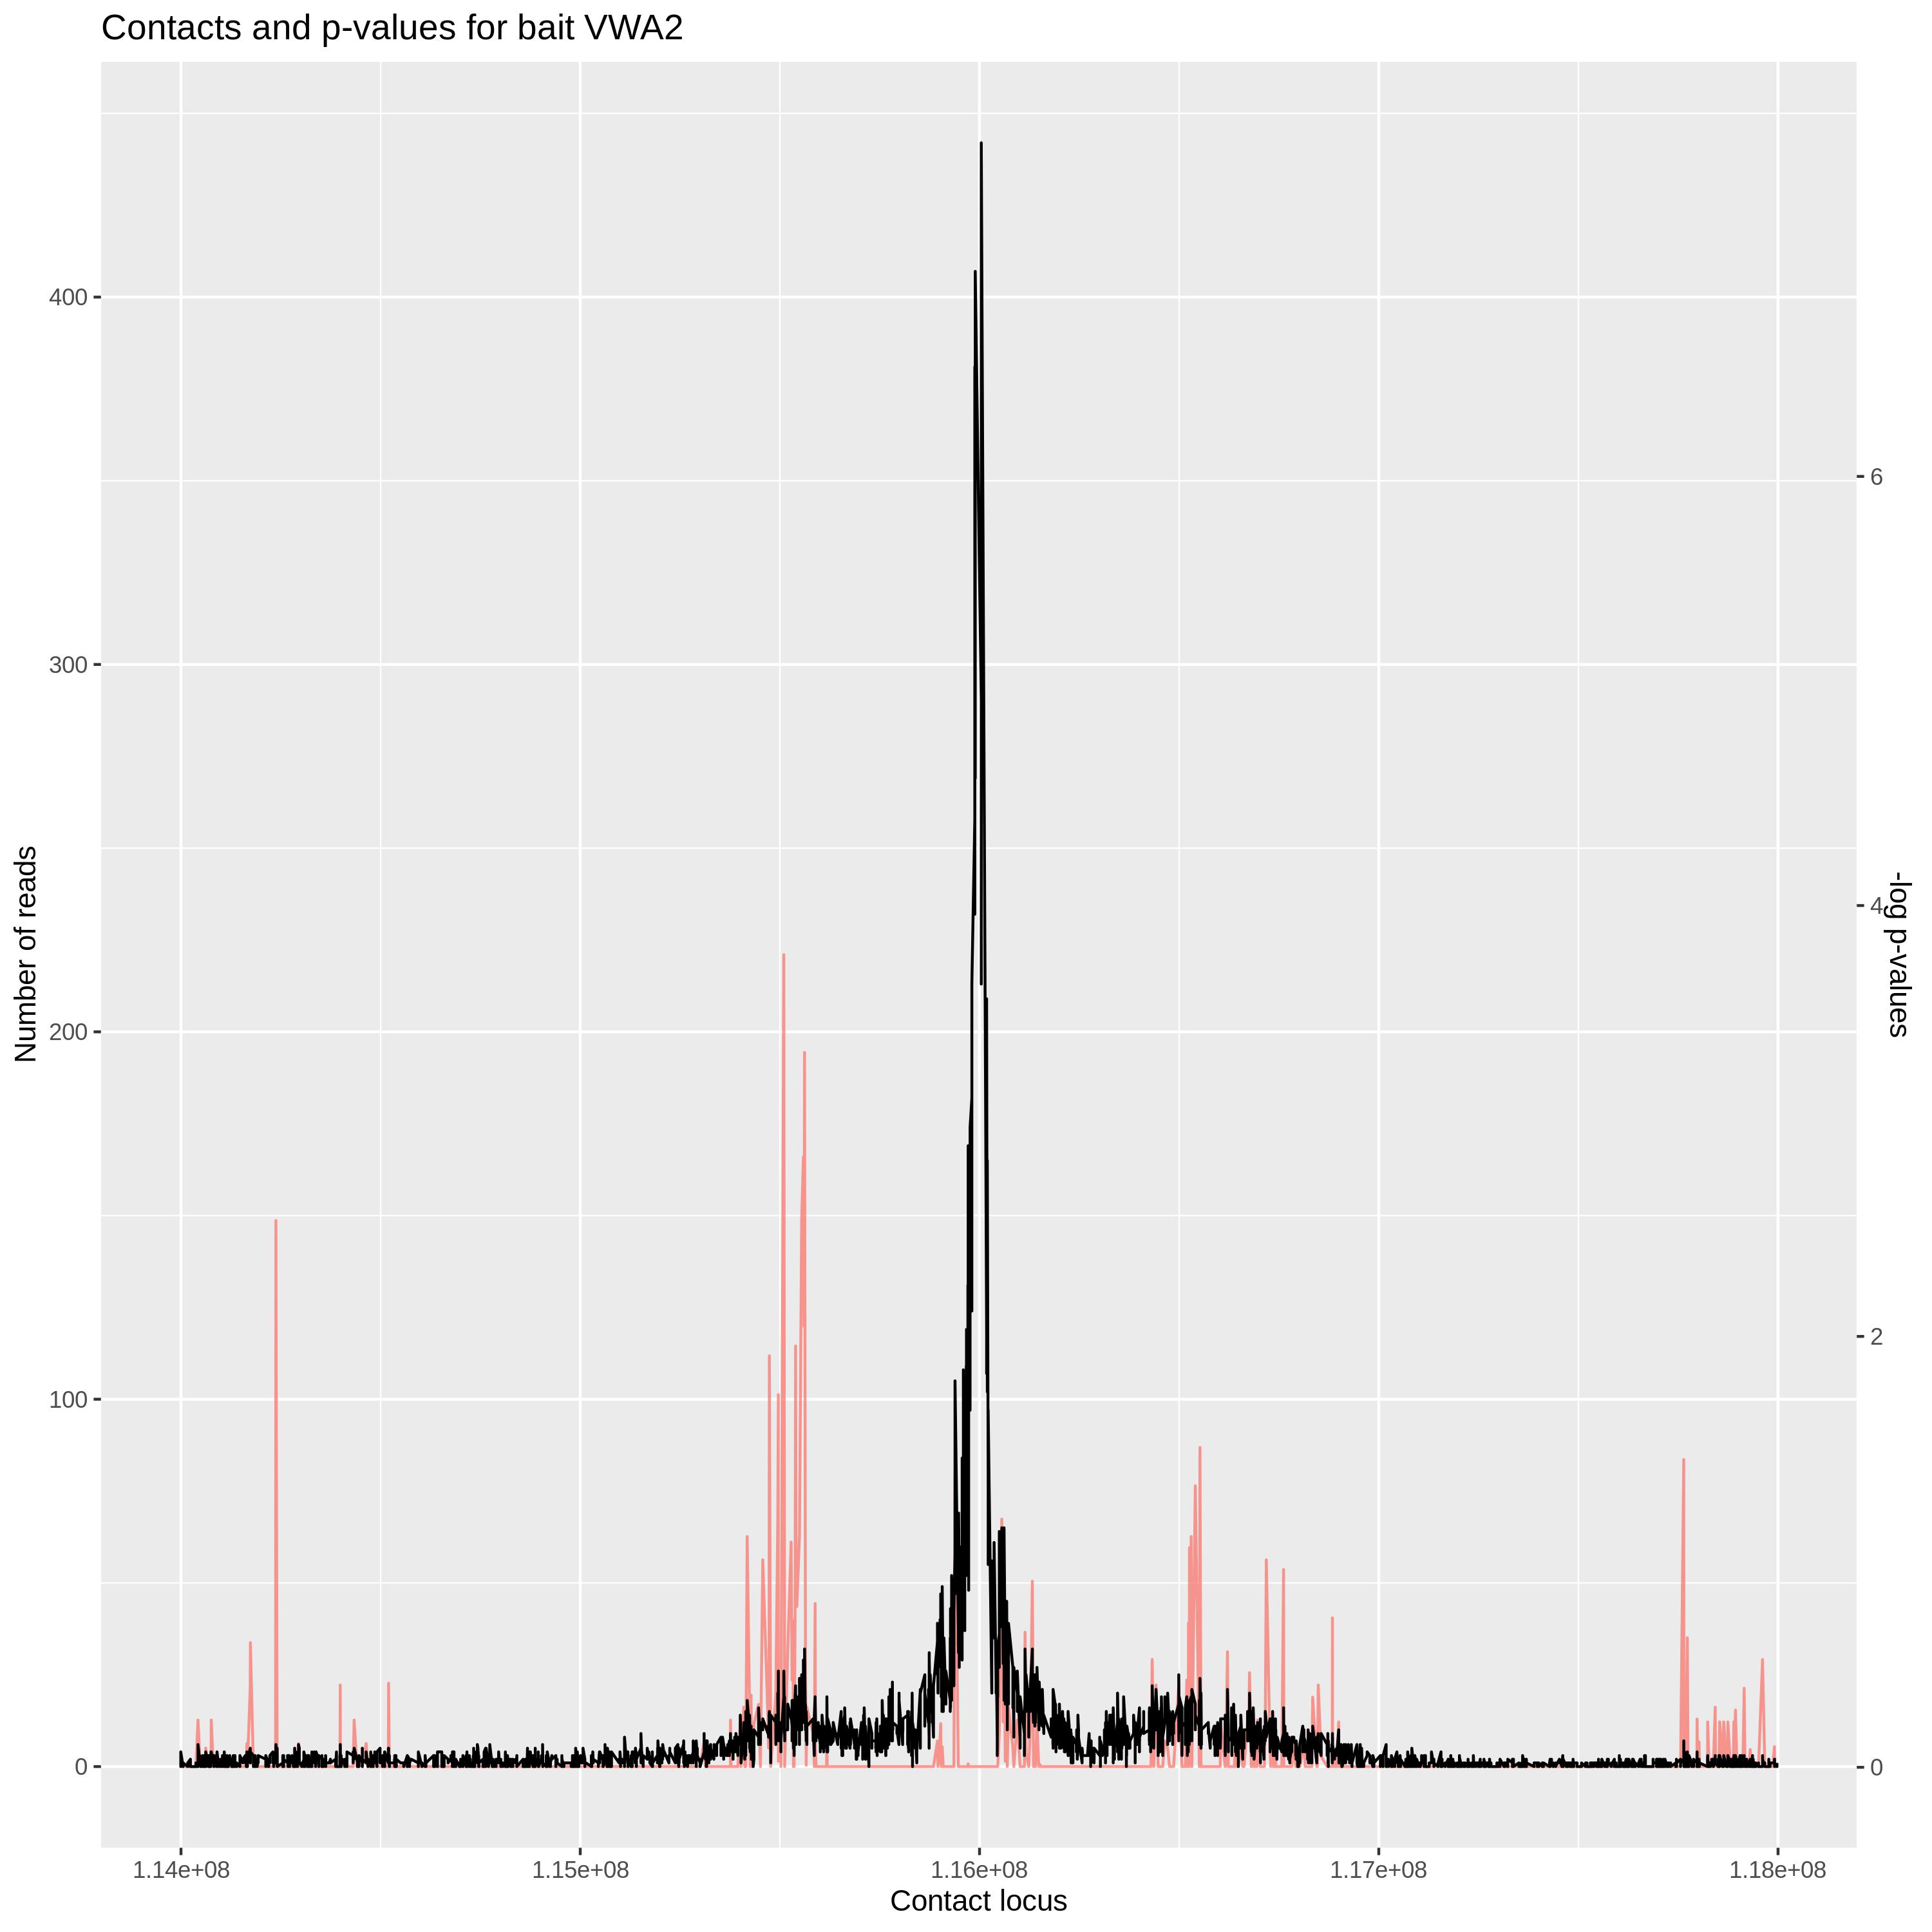 Contacts and p-values for bait VWA2
Number of reads
400
300
200
100
0
6
4
2
0
-log p-values
1.14e+08
1.15e+08
1.16e+08
1.17e+08
1.18e+08
Contact locus